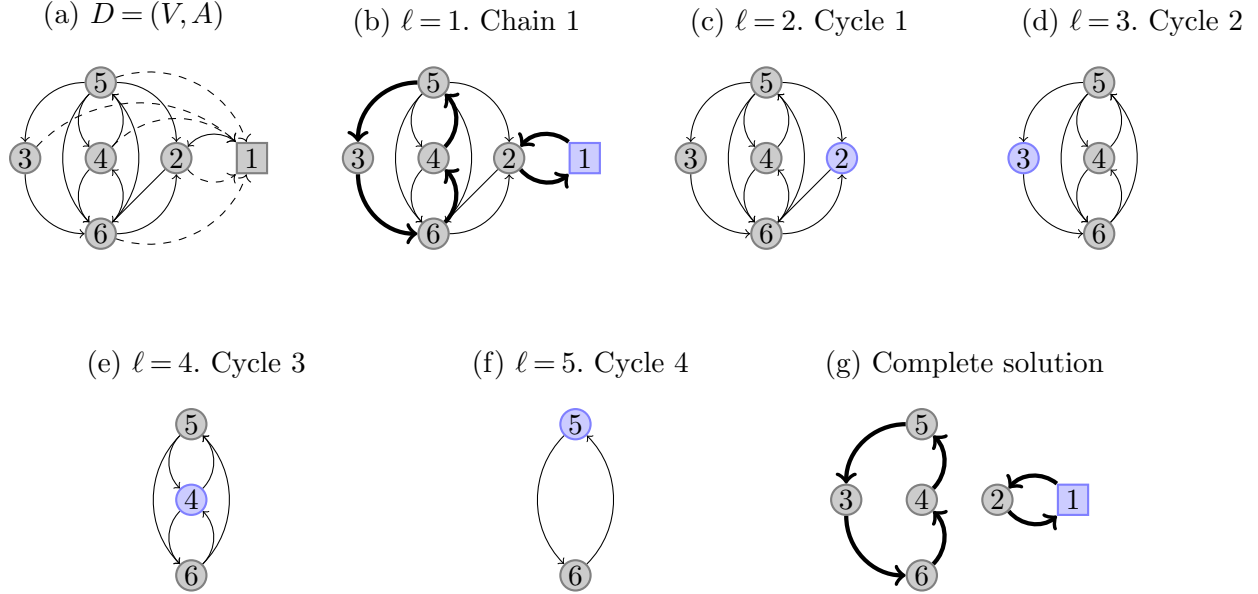 (a) D = (V, A)
(b) ℓ = 1. Chain 1
(c) ℓ = 2. Cycle 1
(d) ℓ = 3. Cycle 2
5
3 4 2 1
6
5
3 4 2 1
6
5
3 4 2
6
5
3 4
6
(e) ℓ = 4. Cycle 3
(f) ℓ = 5. Cycle 4
(g) Complete solution
5
4
6
5
6
5
3 4 2 1
6